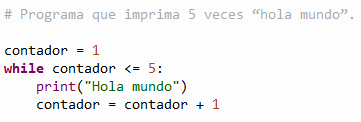 # Programa que imprima 5 veces “hola mundo”.
contador = 1
while contador <= 5:
    print("Hola mundo")
    contador = contador + 1